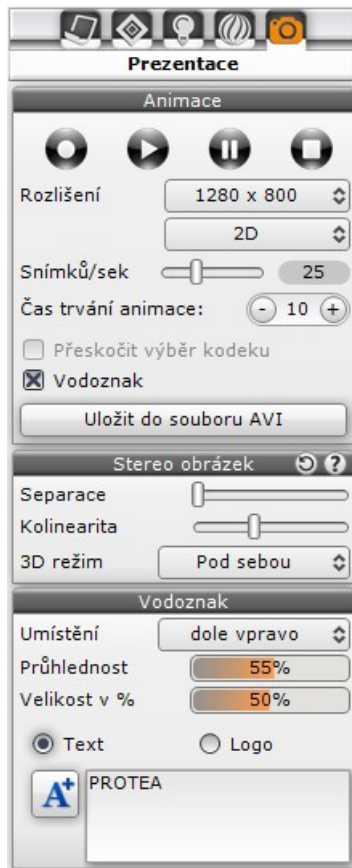 Prezentace
Animace
Rozlišení 1280 x 800
2D
Snímků/sek 25
Čas trvání animace: - 10 +
Přeskočit výběr kodeku
Vodoznak
Uložit do souboru AVI
Stereo obrázek ?
Separace
Kolinearita
3D režim Pod sebou
Vodoznak
Umístění dole vpravo
Průhlednost 55%
Velikost v % 50%
Text Logo
A+ PROTEA